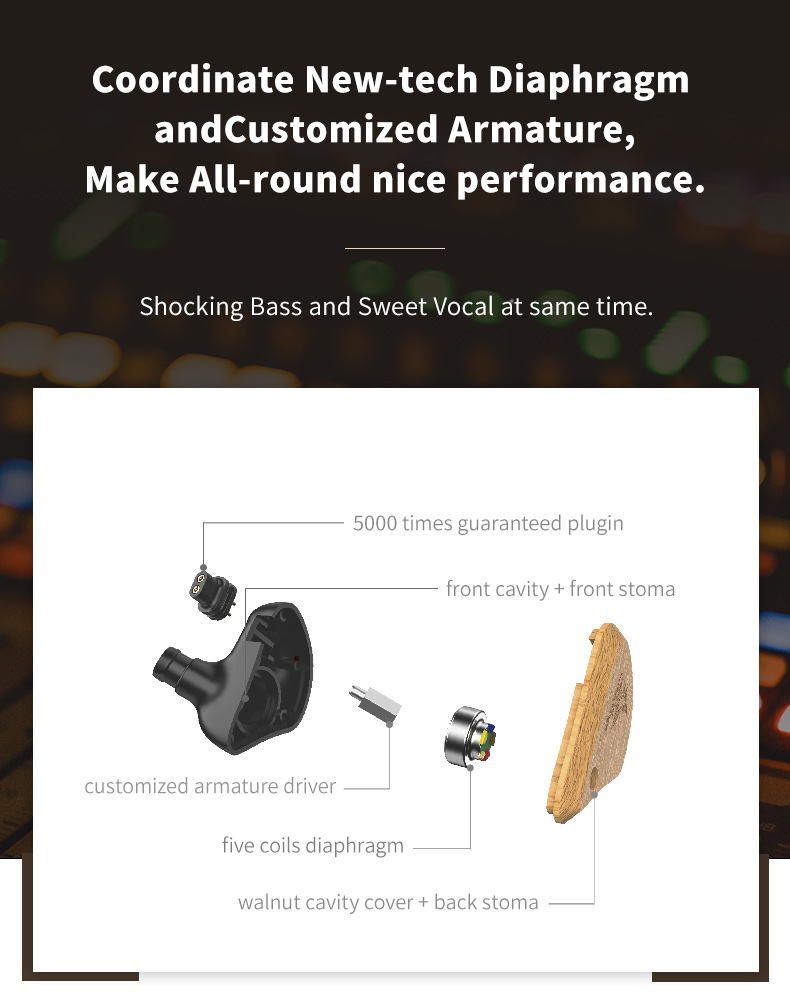 Coordinate New-tech Diaphragm
andCustomized Armature,
Make All-round nice performance.
Shocking Bass and Sweet Vocal at same time.
5000 times guaranteed plugin
front cavity + front stoma
customized armature driver
five coils diaphragm
walnut cavity cover + back stoma